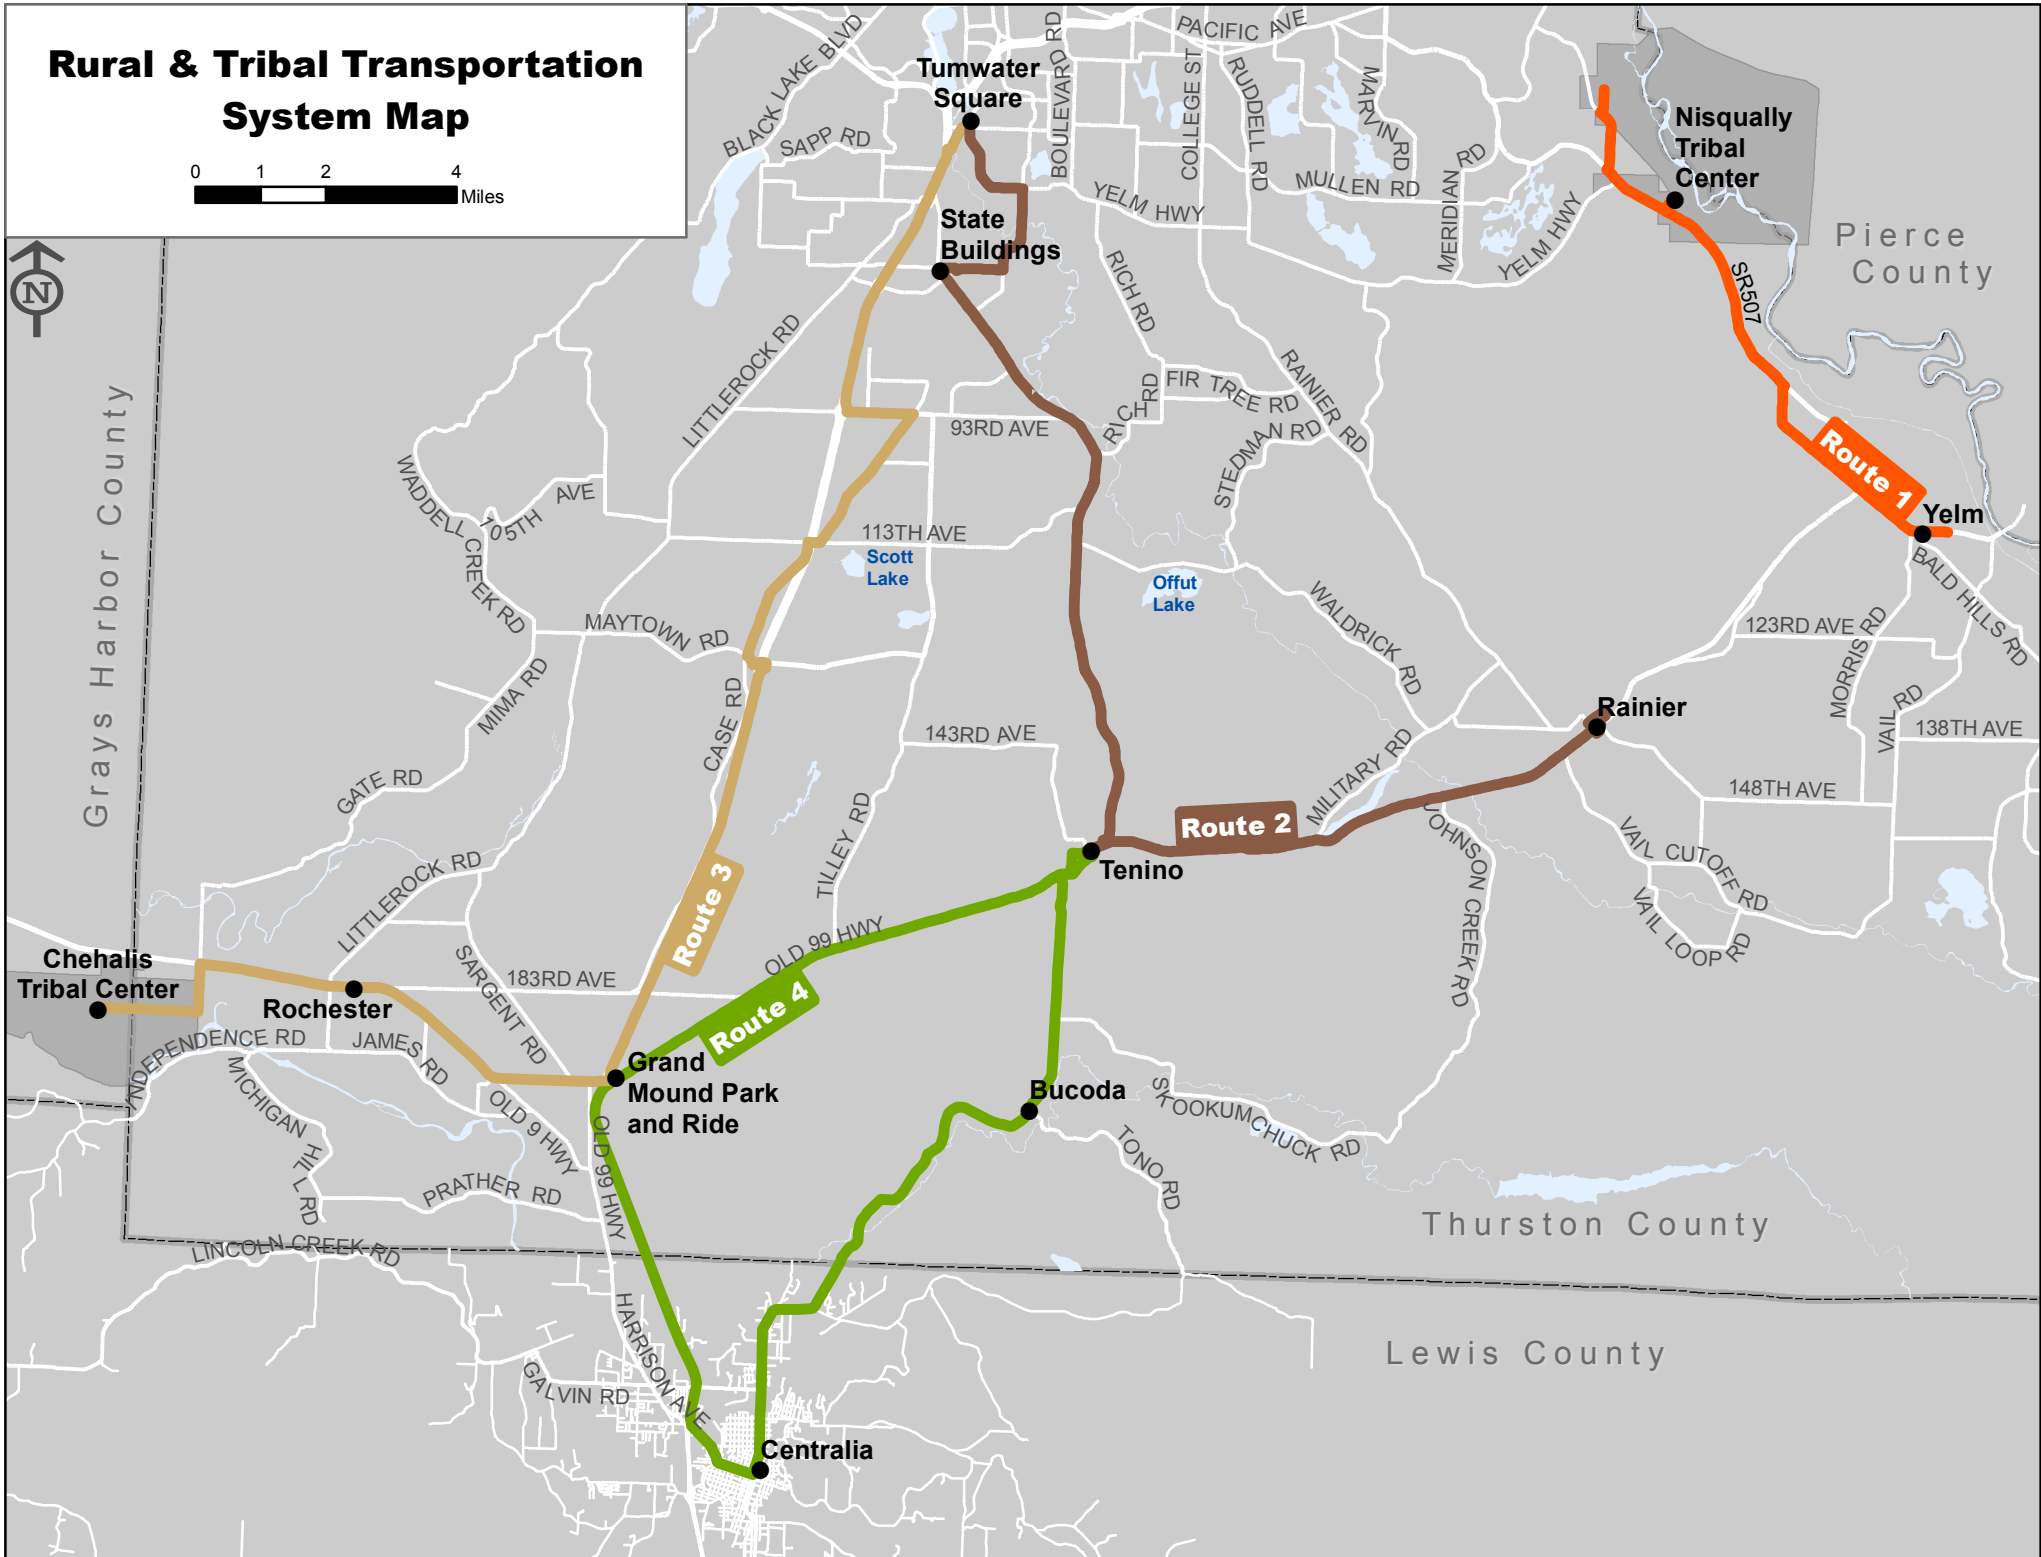 Rural & Tribal Transportation
System Map
0 1 2 4
Miles
N
BLACK LAKE BLVD
SAPP RD
Tumwater
Square
BOULEVARD RD
PACIFIC AVE
COLLEGE ST
RUDDELL RD
MARVIN RD
MULLEN RD
MERIDIAN RD
YELM HWY
YELM HWY
Nisqually
Tribal
Center
Pierce
County
State
Buildings
SR507
RICH RD
RICH RD
FIR TREE RD
RAINIER RD
STEDMAN RD
LITTLEROCK RD
93RD AVE
Route 1
Yelm
BALD HILLS RD
Grays Harbor County
WADDELL CREEK RD
105TH AVE
113TH AVE
Scott
Lake
Offut
Lake
WALDRICK RD
123RD AVE
MORRIS RD
VAIL RD
138TH AVE
MAYTOWN RD
MIMA RD
CASE RD
143RD AVE
MILITARY RD
Rainier
148TH AVE
GATE RD
TILLEY RD
Route 2
JOHNSON CREEK RD
VAIL CUTOFF RD
VAIL LOOP RD
Tenino
LITTLEROCK RD
Route 3
OLD 99 HWY
Chehalis
Tribal Center
Rochester
SARGENT RD
183RD AVE
Route 4
INDEPENDENCE RD
JAMES RD
MICHIGAN HILL RD
OLD 9 HWY
Grand
Mound Park
and Ride
OLD 99 HWY
Bucoda
SKOOKUMCHUCK RD
TONO RD
PRATHER RD
Thurston County
LINCOLN CREEK RD
HARRISON AVE
Lewis County
GALVIN RD
Centralia